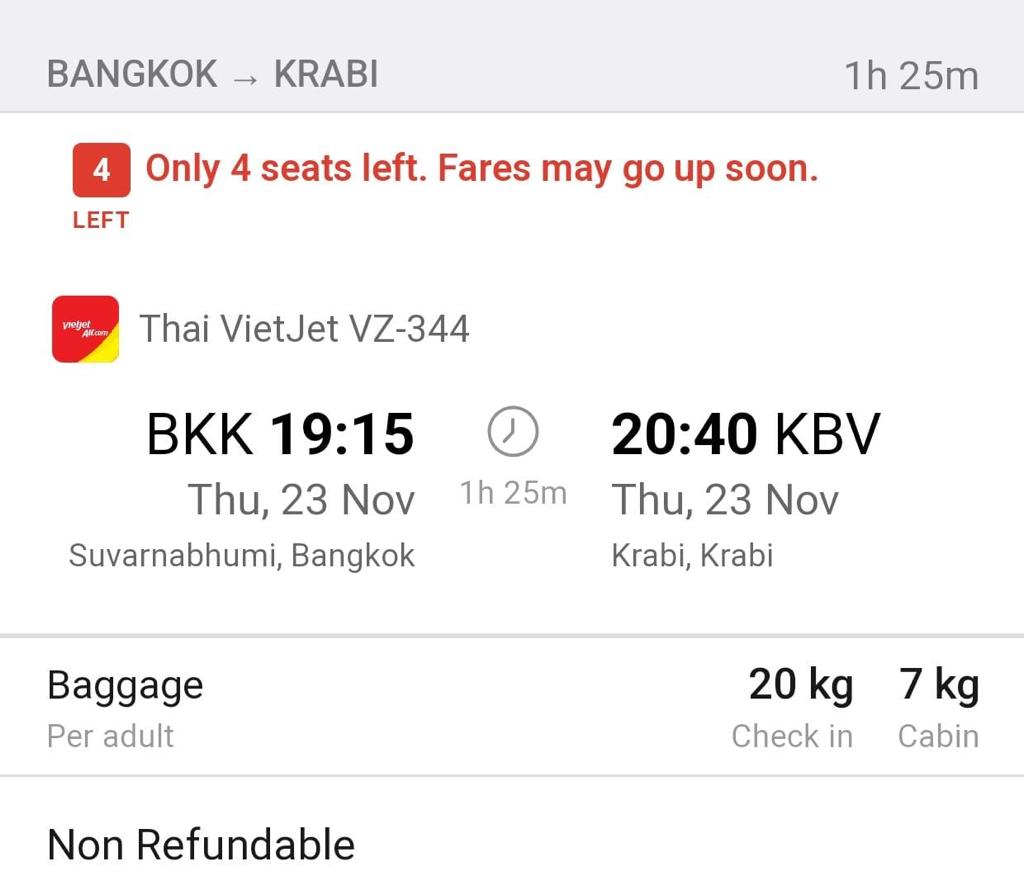 BANGKOK → KRABI 1h 25m
4 Only 4 seats left. Fares may go up soon.
LEFT
vietjet Air.com Thai VietJet VZ-344
BKK 19:15 20:40 KBV
Thu, 23 Nov 1h 25m Thu, 23 Nov
Suvarnabhumi, Bangkok Krabi, Krabi
Baggage 20 kg 7 kg
Per adult Check in Cabin
Non Refundable